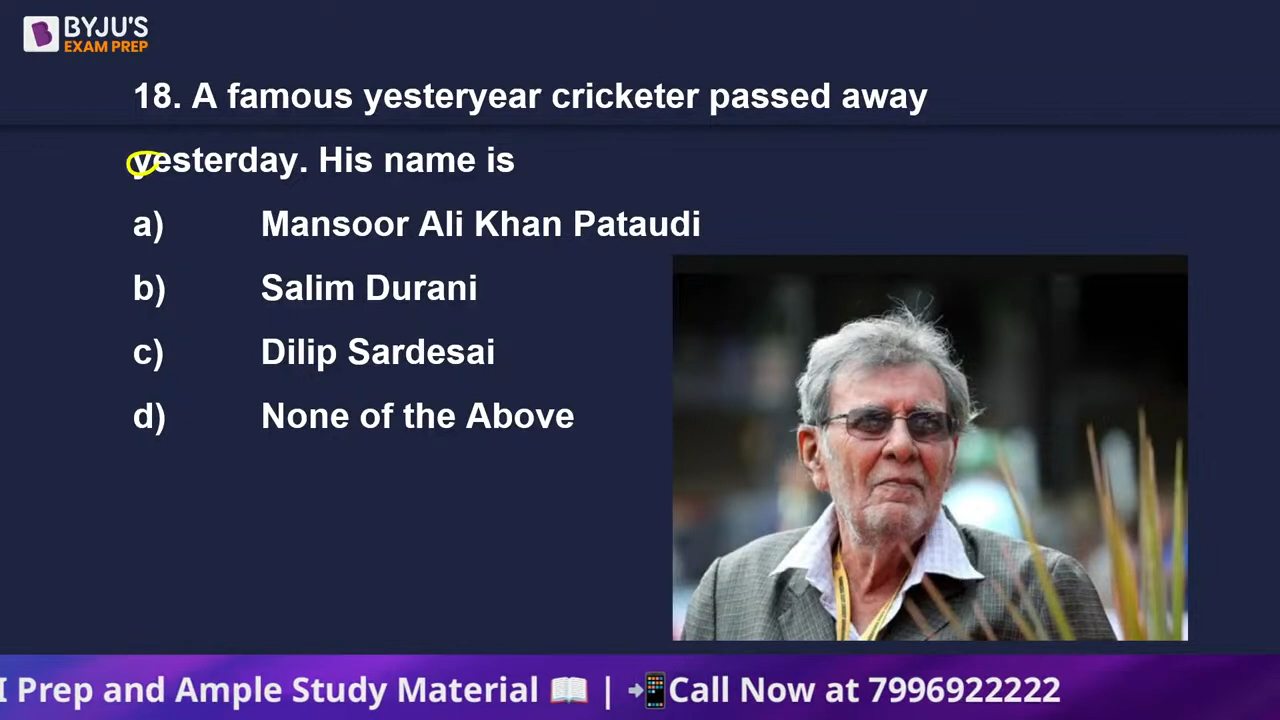 BYJU'S
EXAM PREP
18. A famous yesteryear cricketer passed away
yesterday. His name is
a) Mansoor Ali Khan Pataudi
b) Salim Durani
c) Dilip Sardesai
d) None of the Above
I Prep and Ample Study Material 📖 | 📲Call Now at 7996922222